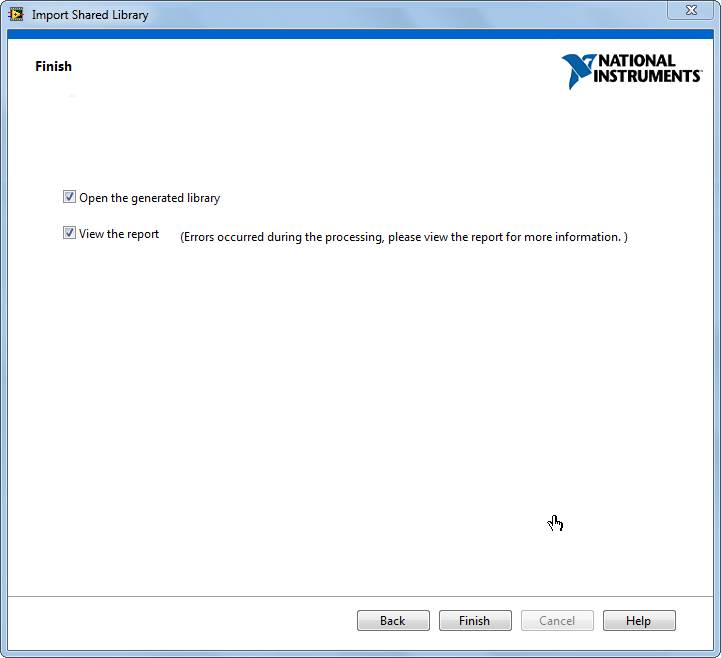 Import Shared Library
Finish
NATIONAL
INSTRUMENTS
Open the generated library
View the report (Errors occurred during the processing, please view the report for more information. )
Back Finish Cancel Help